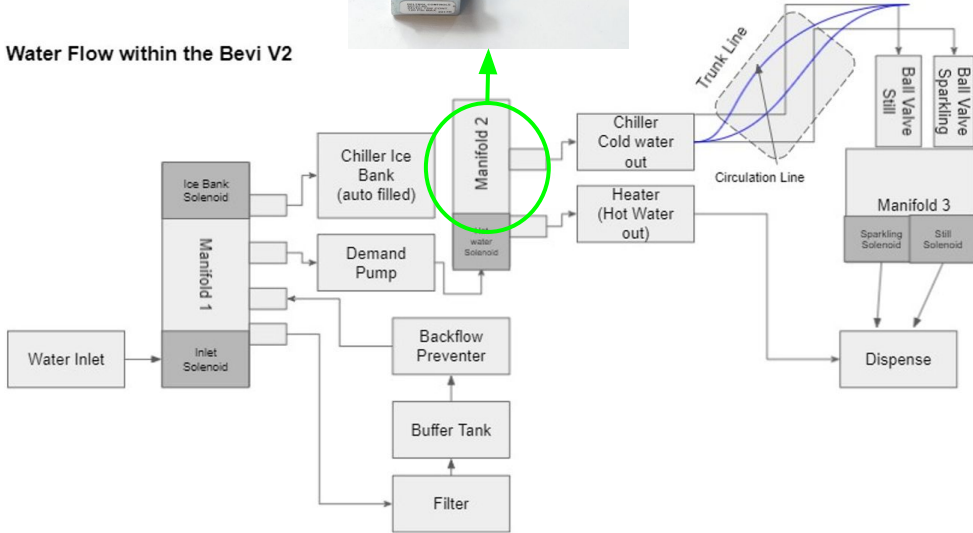 Water Flow within the Bevi V2
Trunk Line
Ball Valve
Still
Ball Valve
Sparkling
Manifold 2
Chiller
Cold water
out
Circulation Line
Ice Bank
Solenoid
Chiller Ice
Bank
(auto filled)
Heater
(Hot Water
out)
Manifold 3
Hot
water
Solenoid
Sparkling
Solenoid
Still
Solenoid
Manifold 1
Demand
Pump
Water Inlet
Inlet
Solenoid
Backflow
Preventer
Dispense
Buffer Tank
Filter